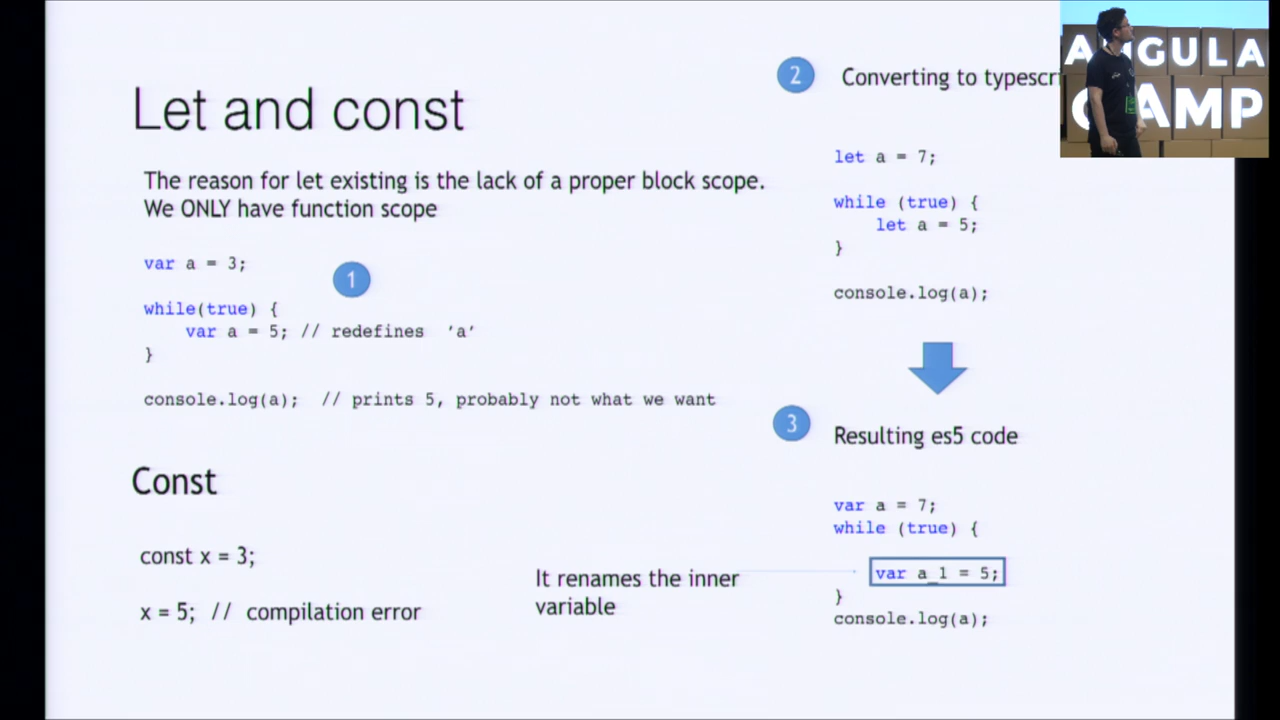 Let and const
The reason for let existing is the lack of a proper block scope.
We ONLY have function scope
1
var a = 3;
while(true) {
var a = 5; // redefines 'a'
}
console.log(a); // prints 5, probably not what we want
Const
const x = 3;
x = 5; // compilation error
2
Converting to typescri
let a = 7;
while (true) {
let a = 5;
}
console.log(a);
3
Resulting es5 code
var a = 7;
while (true) {
var a_1 = 5;
}
console.log(a);
It renames the inner
variable
ANGULA
CAMP